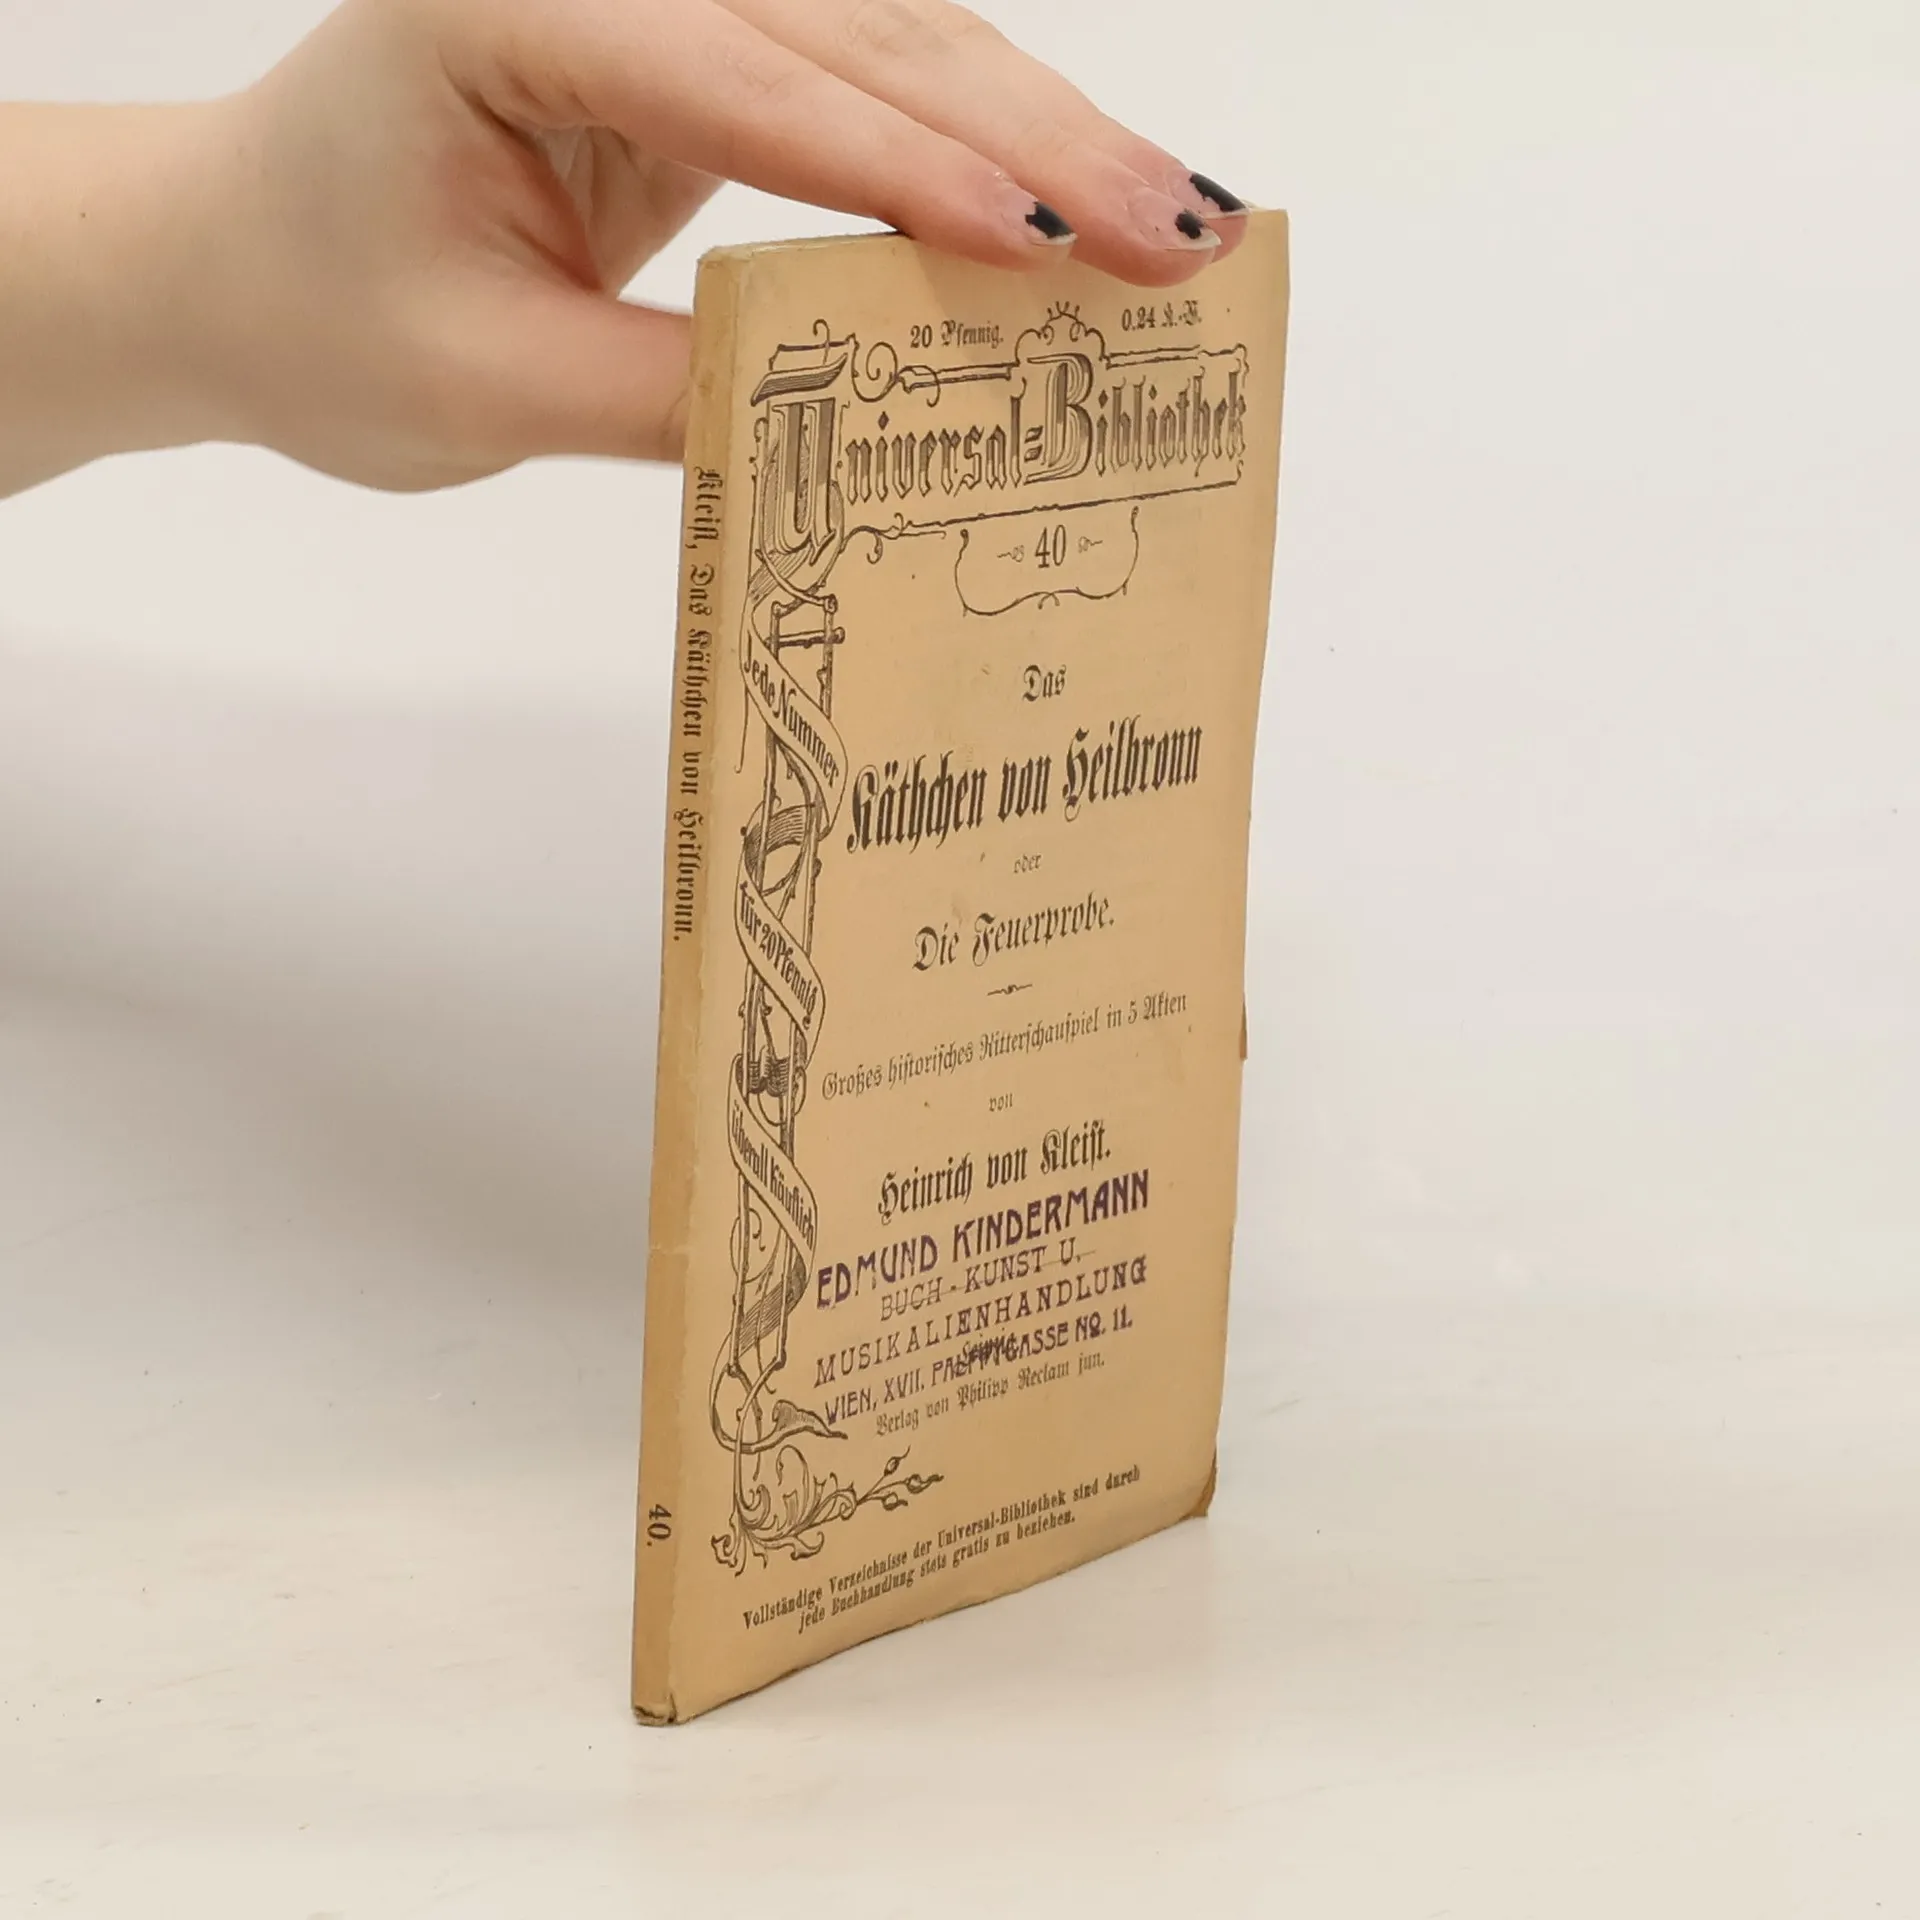 20 Pfennig. 0.24 K.-W.
Universal=Bibliothek
40
Das
Käthchen von Heilbronn
oder
Die Feuerprobe.
Großes historisches Ritterschauspiel in 5 Akten
von
Heinrich von Kleist.
EDMUND KINDERMANN
BUCH - KUNST U.
MUSIKALIENHANDLUNG
WIEN, XVII. PALFFYGASSE NO. 11.
Leipzig
Verlag von Philipp Reclam jun.
Vollständige Verzeichnisse der Universal-Bibliothek sind durch
jede Buchhandlung stets gratis zu beziehen.
Jede Nummer
für 20 Pfennig
überall käuflich
Kleist, Das Käthchen von Heilbronn.
40.